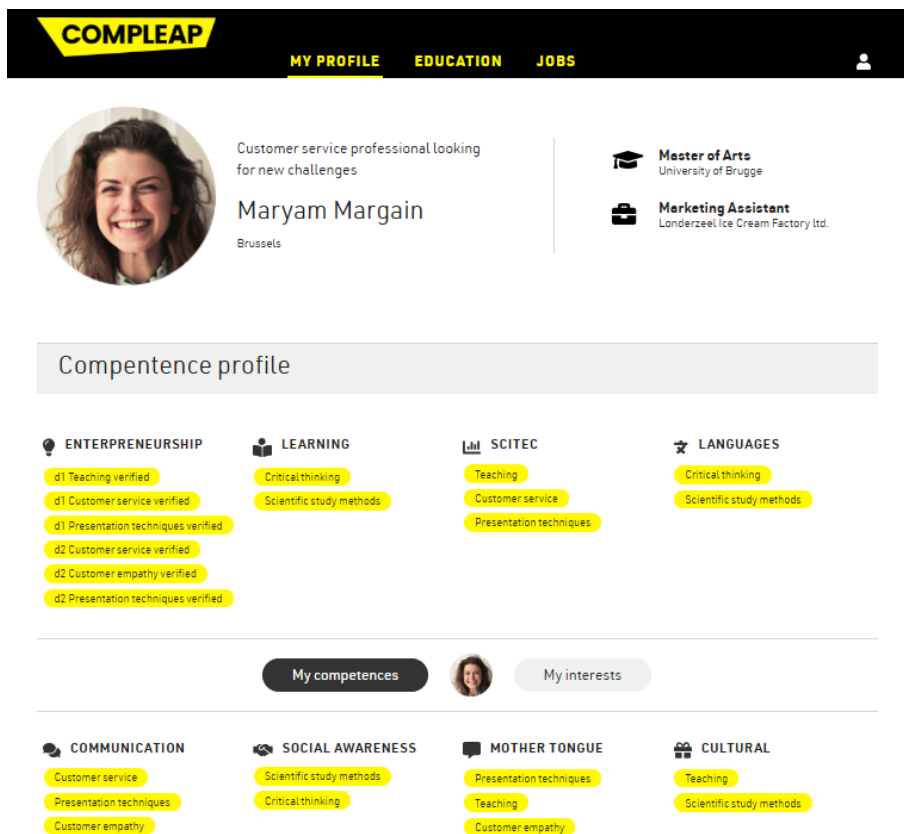 COMPLEAP
MY PROFILE EDUCATION JOBS
Customer service professional looking
for new challenges
Maryam Margain
Brussels
Master of Arts
University of Brugge
Marketing Assistant
Londerzeel Ice Cream Factory ltd.
Compentence profile
ENTERPRENEURSHIP
d1 Teaching verified
d1 Customer service verified
d1 Presentation techniques verified
d2 Customer service verified
d2 Customer empathy verified
d2 Presentation techniques verified
LEARNING
Critical thinking
Scientific study methods
SCITEC
Teaching
Customer service
Presentation techniques
LANGUAGES
Critical thinking
Scientific study methods
My competences
My interests
COMMUNICATION
Customer service
Presentation techniques
Customer empathy
SOCIAL AWARENESS
Scientific study methods
Critical thinking
MOTHER TONGUE
Presentation techniques
Teaching
Customer empathy
CULTURAL
Teaching
Scientific study methods